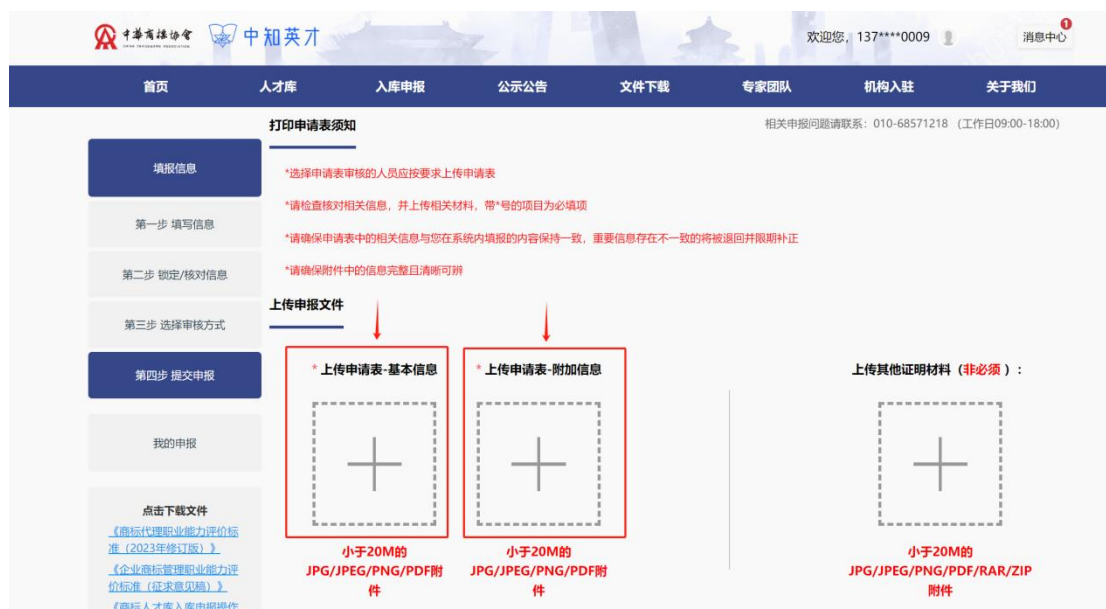 中华商标协会
CHINA TRADEMARK ASSOCIATION
中知英才
欢迎您，137****0009
1
消息中心
首页 人才库 入库申报 公示公告 文件下载 专家团队 机构入驻 关于我们
打印申请表须知
相关申报问题请联系：010-68571218 （工作日09:00-18:00）
填报信息
第一步 填写信息
第二步 锁定/核对信息
第三步 选择审核方式
第四步 提交申报
我的申报
点击下载文件
《商标代理职业能力评价标
准（2023年修订版）》
《企业商标管理职业能力评
价标准（征求意见稿）》
《商标人才库入库申报操作
*选择申请表审核的人员应按要求上传申请表
*请检查核对相关信息，并上传相关材料，带*号的项目为必填项
*请确保申请表中的相关信息与您在系统内填报的内容保持一致，重要信息存在不一致的将被退回并限期补正
*请确保附件中的信息完整且清晰可辨
上传申报文件
* 上传申请表-基本信息
小于20M的
JPG/JPEG/PNG/PDF附
件
* 上传申请表-附加信息
小于20M的
JPG/JPEG/PNG/PDF附
件
上传其他证明材料（非必须 ）：
小于20M的
JPG/JPEG/PNG/PDF/RAR/ZIP
附件